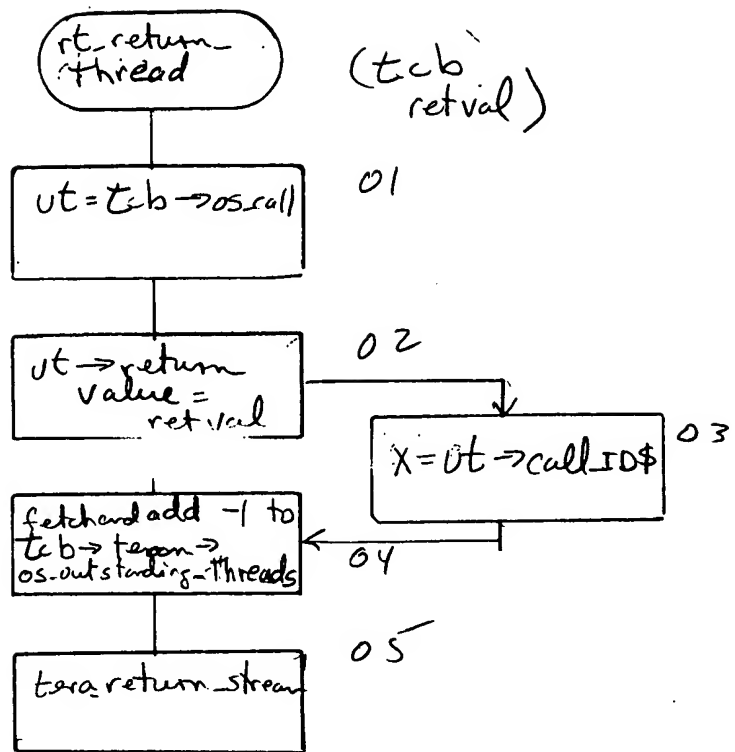 rt_return_
thread
(tcb
retval)
ut = tcb → os_call
01
ut → return
value =
retval
02
X = ut → call_ID$
03
fetch and add -1 to
tcb → team →
os_outstanding_threads
04
tera_return_stream
05